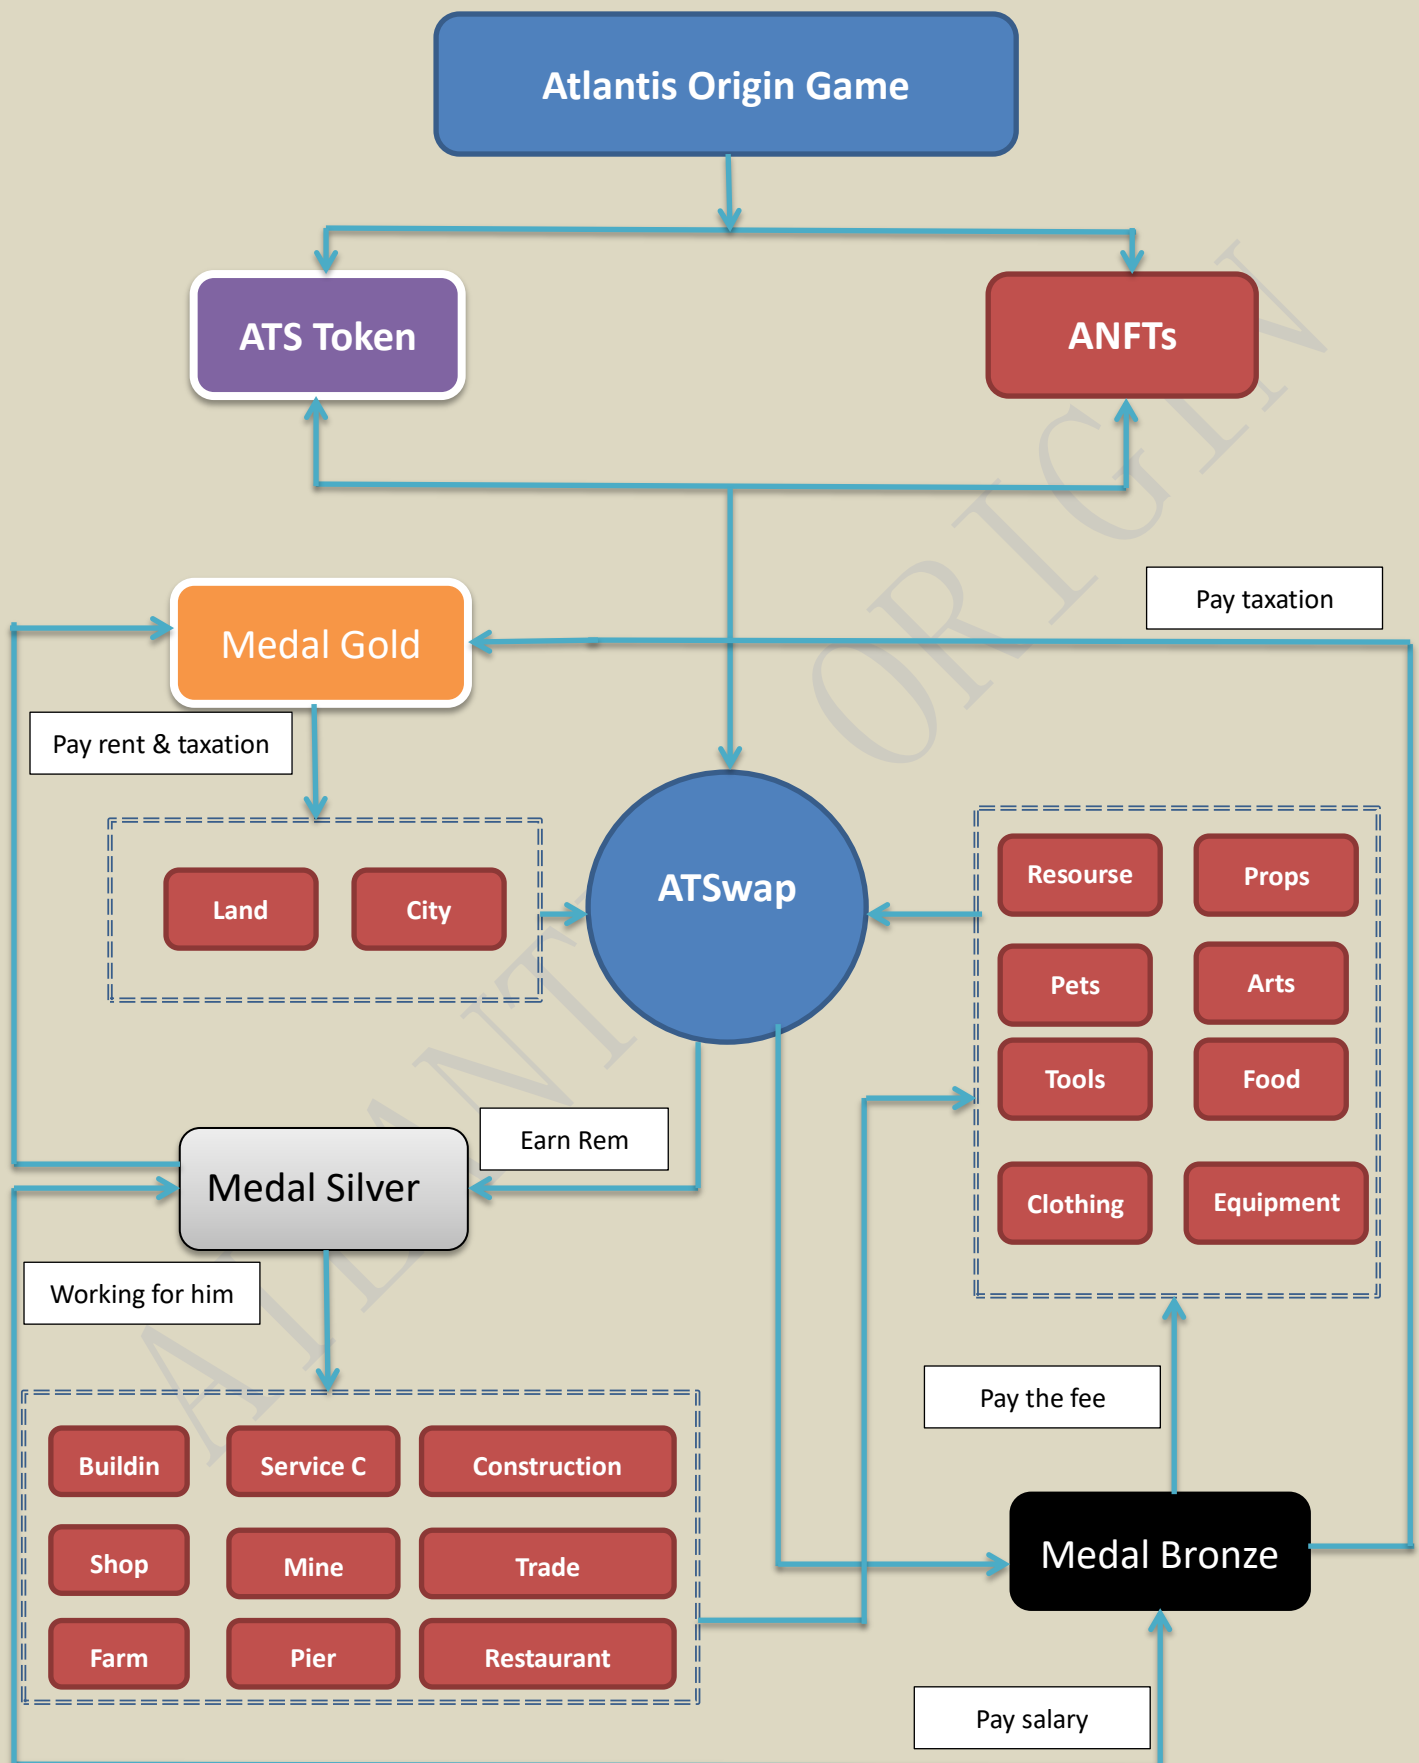 Atlantis Origin Game
ATS Token
ANFTs
Pay taxation
Medal Gold
Pay rent & taxation
ATSwap
Land
City
Resourse
Props
Pets
Arts
Tools
Food
Clothing
Equipment
Earn Rem
Medal Silver
Working for him
Pay the fee
Buildin
Service C
Construction
Shop
Mine
Trade
Farm
Pier
Restaurant
Medal Bronze
Pay salary
ATLANT ORIGIN